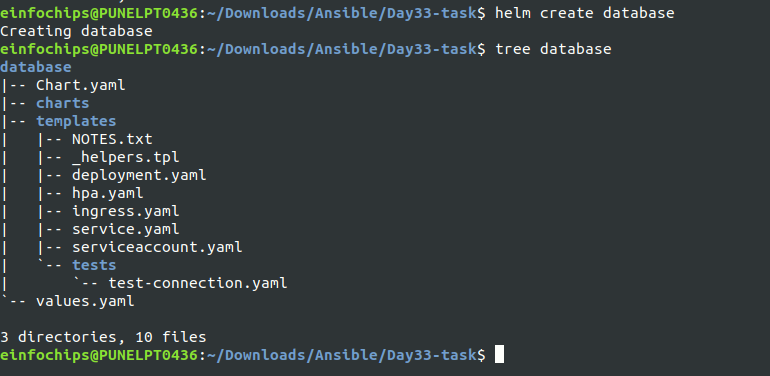 einfochips@PUNELPT0436:~/Downloads/Ansible/Day33-task$ helm create database
Creating database
einfochips@PUNELPT0436:~/Downloads/Ansible/Day33-task$ tree database
database
|-- Chart.yaml
|-- charts
|-- templates
|   |-- NOTES.txt
|   |-- _helpers.tpl
|   |-- deployment.yaml
|   |-- hpa.yaml
|   |-- ingress.yaml
|   |-- service.yaml
|   |-- serviceaccount.yaml
|   `-- tests
|       `-- test-connection.yaml
`-- values.yaml
3 directories, 10 files
einfochips@PUNELPT0436:~/Downloads/Ansible/Day33-task$